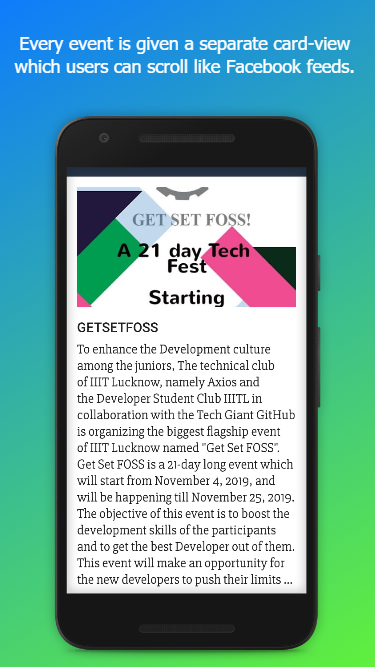 Every event is given a separate card-view
which users can scroll like Facebook feeds.
GET SET FOSS!
A 21 day Tech
Fest
Starting
GETSETFOSS
To enhance the Development culture
among the juniors, The technical club
of IIIT Lucknow, namely Axios and
the Developer Student Club IIITL in
collaboration with the Tech Giant GitHub
is organizing the biggest flagship event
of IIIT Lucknow named "Get Set FOSS".
Get Set FOSS is a 21-day long event which
will start from November 4, 2019, and
will be happening till November 25, 2019.
The objective of this event is to boost the
development skills of the participants
and to get the best Developer out of them.
This event will make an opportunity for
the new developers to push their limits ...